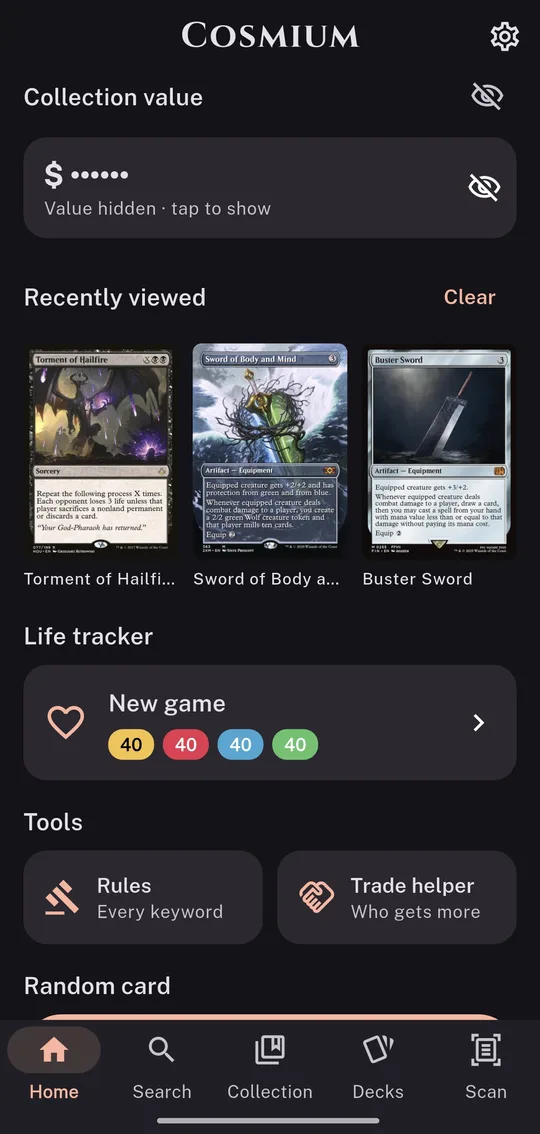 COSMIUM
Collection value
$ ••••••
Value hidden · tap to show
Recently viewed
Clear
Torment of Hailfire
Sorcery
Repeat the following process X times.
Each opponent loses 3 life unless that
player sacrifices a nonland permanent
or discards a card.
"Your God-Pharaoh has returned."
Sword of Body and Mind
3
Artifact — Equipment
Equipped creature gets +2/+2 and has
protection from green and from blue.
Whenever equipped creature deals
combat damage to a player, you create
a 2/2 green Wolf creature token and
that player mills ten cards.
Equip 2
Buster Sword
3
Artifact — Equipment
Equipped creature gets +3/+2.
Whenever equipped creature deals
combat damage to a player, draw a card,
then you may cast a spell from your hand
with mana value less than or equal to that
damage without paying its mana cost.
Equip 2
Torment of Hailfi...
Sword of Body a...
Buster Sword
Life tracker
New game
40 40 40 40
Tools
Rules
Every keyword
Trade helper
Who gets more
Random card
Home
Search
Collection
Decks
Scan